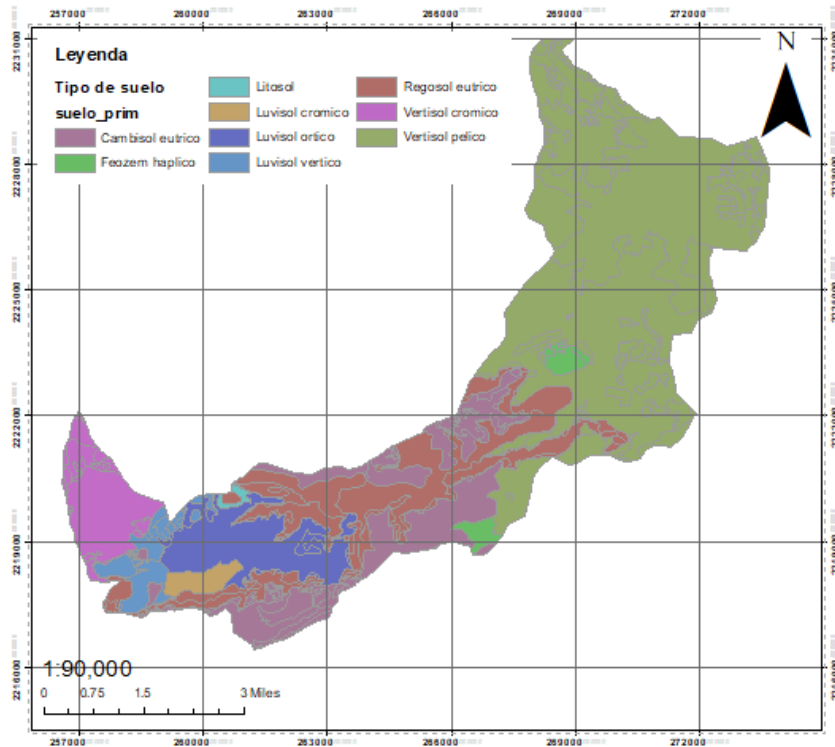 257000 260000 263000 266000 269000 272000
Leyenda
Tipo de suelo
suelo_prim
Cambisol eutrico
Feozem haplico
Litosol
Luvisol cromico
Luvisol ortico
Luvisol vertico
Regosol eutrico
Vertisol cromico
Vertisol pelico
N
2231000
2228000
2225000
2222000
2219000
2216000
1:90,000
0 0.75 1.5 3 Miles
257000 260000 263000 266000 269000 272000